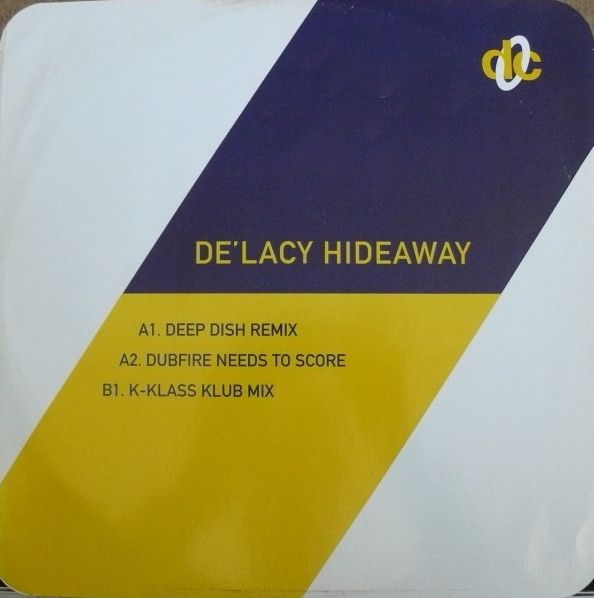 dc
DE'LACY HIDEAWAY
A1. DEEP DISH REMIX
A2. DUBFIRE NEEDS TO SCORE
B1. K-KLASS KLUB MIX